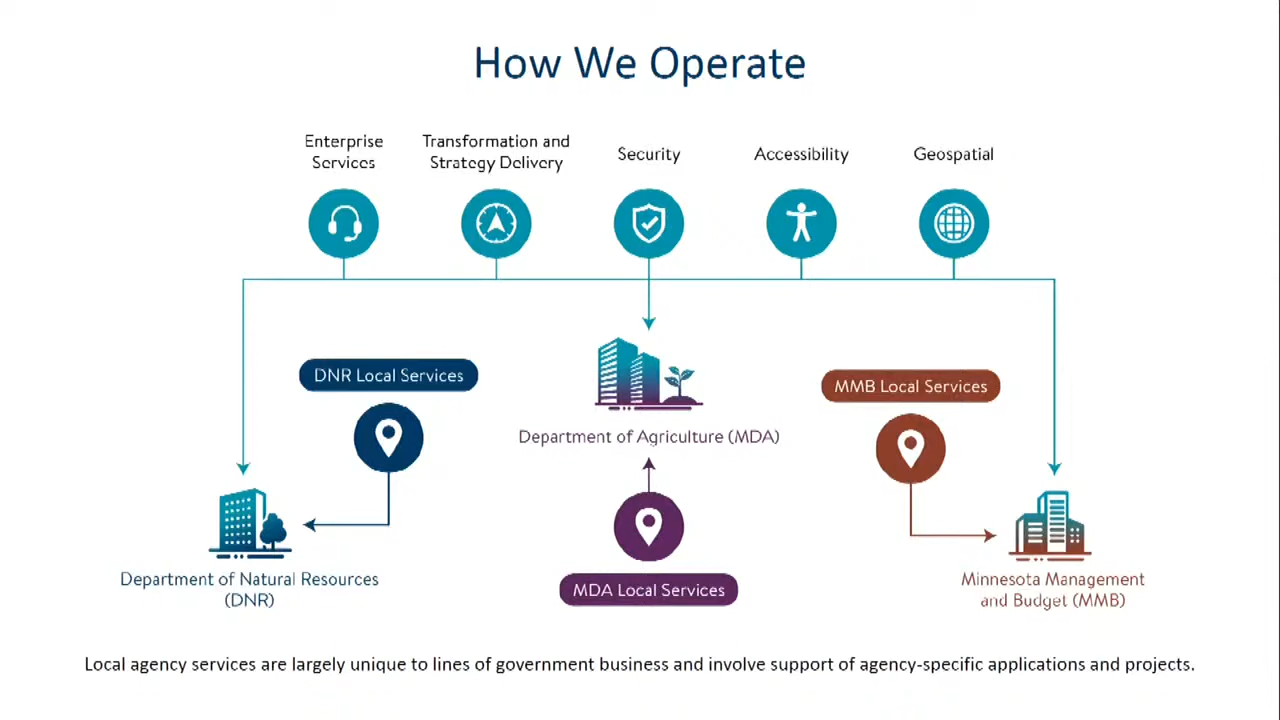 How We Operate
Enterprise
Services
Transformation and
Strategy Delivery
Security
Accessibility
Geospatial
DNR Local Services
MMB Local Services
Department of Agriculture (MDA)
Department of Natural Resources
(DNR)
MDA Local Services
Minnesota Management
and Budget (MMB)
Local agency services are largely unique to lines of government business and involve support of agency-specific applications and projects.